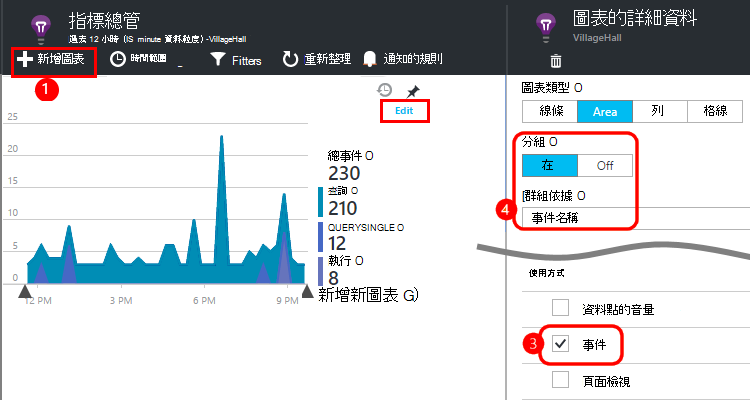 指標總管
過去 12 小時 (IS minute 資料粒度) -VillageHall
新增圖表
時間範圍
Fitters
重新整理
通知的規則
1
Edit
25
20
15
10
5
0
12 PM
3 PM
6 PM
9 PM
總事件 O
230
查詢 O
210
QUERYSINGLE O
12
執行 O
8
新增新圖表 G)
圖表的詳細資料
VillageHall
圖表類型 O
線條
Area
列
格線
分組 O
在
Off
4
[群組依據 O
事件名稱
使用方式
資料點的音量
3
事件
頁面檢視